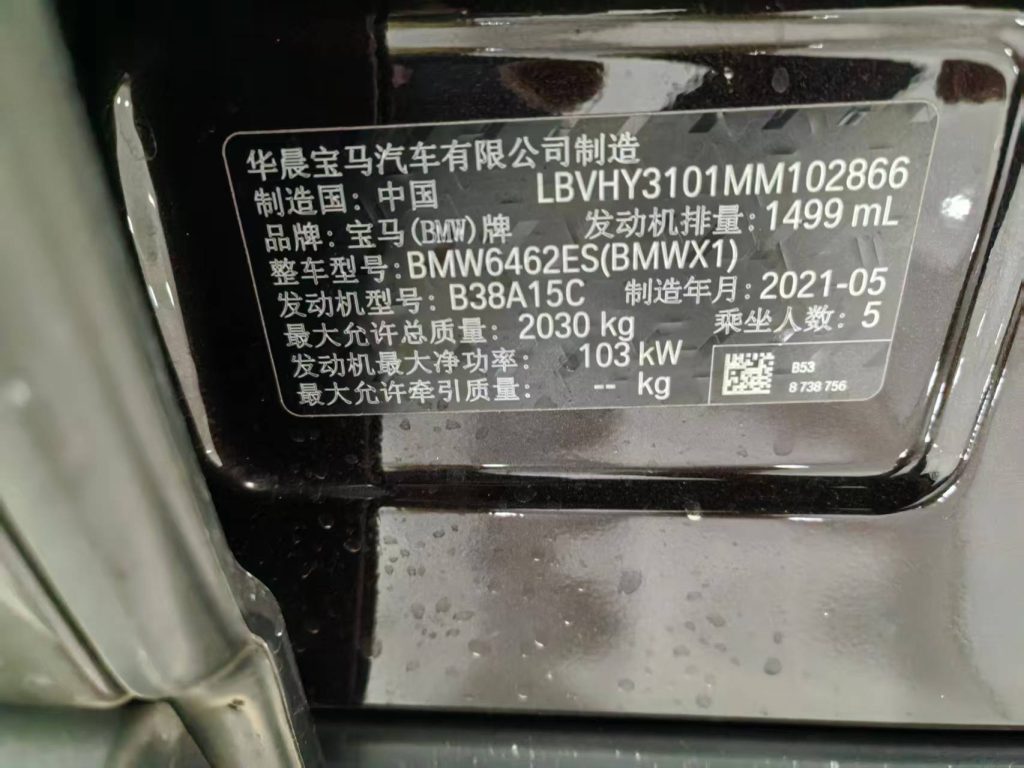 华晨宝马汽车有限公司制造
制造国：中国 LBVHY3101MM102866
品牌：宝马(BMW)牌 发动机排量：1499 mL
整车型号：BMW6462ES(BMWX1)
发动机型号：B38A15C 制造年月：2021-05
最大允许总质量：2030 kg 乘坐人数：5
发动机最大净功率：103 kW
最大允许牵引质量：-- kg
B53
8 738 756